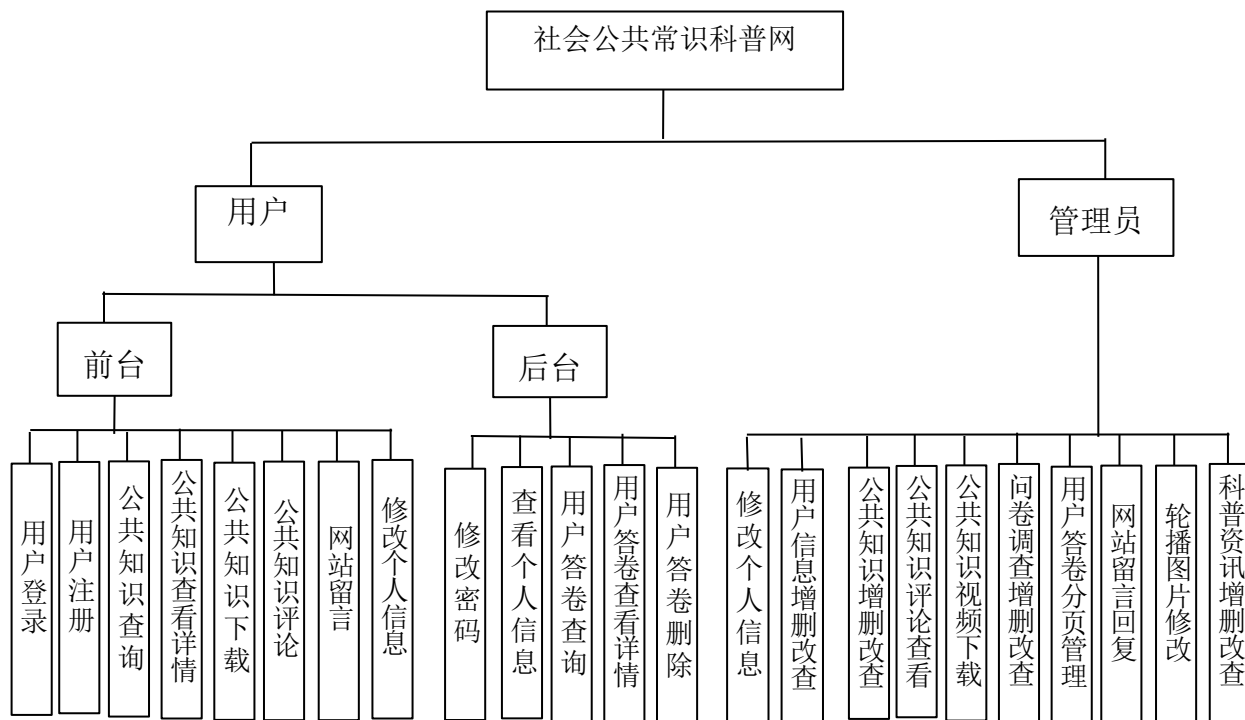 社会公共常识科普网
用户
管理员
前台
后台
用户登录
用户注册
公共知识查询
公共知识查看详情
公共知识下载
公共知识评论
网站留言
修改个人信息
修改密码
查看个人信息
用户答卷查询
用户答卷查看详情
用户答卷删除
修改个人信息
用户信息增删改查
公共知识增删改查
公共知识评论查看
公共知识视频下载
问卷调查增删改查
用户答卷分页管理
网站留言回复
轮播图片修改
科普资讯增删改查